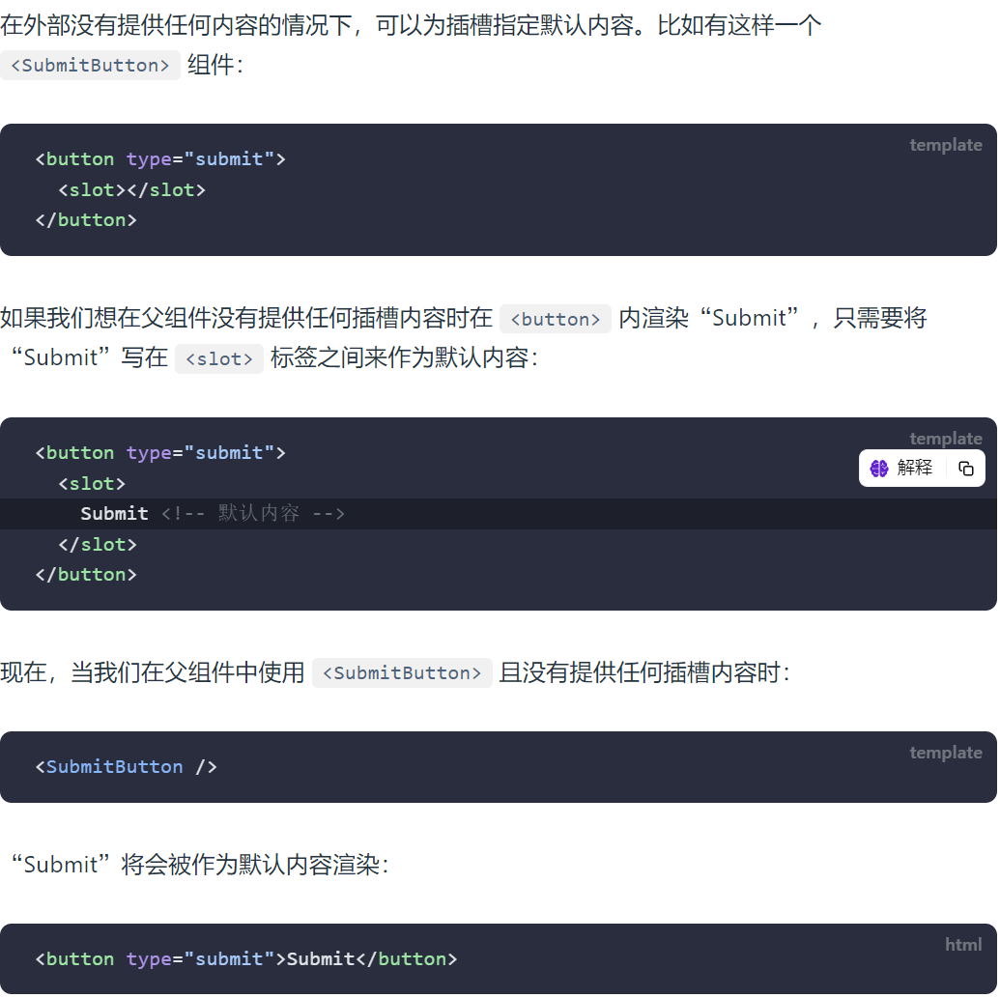 在外部没有提供任何内容的情况下，可以为插槽指定默认内容。比如有这样一个
<SubmitButton> 组件：
template
<button type="submit">
  <slot></slot>
</button>
如果我们想在父组件没有提供任何插槽内容时在 <button> 内渲染“Submit”，只需要将
“Submit”写在 <slot> 标签之间来作为默认内容：
template
<button type="submit">
解释
  <slot>
    Submit <!-- 默认内容 -->
  </slot>
</button>
现在，当我们在父组件中使用 <SubmitButton> 且没有提供任何插槽内容时：
template
<SubmitButton />
“Submit”将会被作为默认内容渲染：
html
<button type="submit">Submit</button>